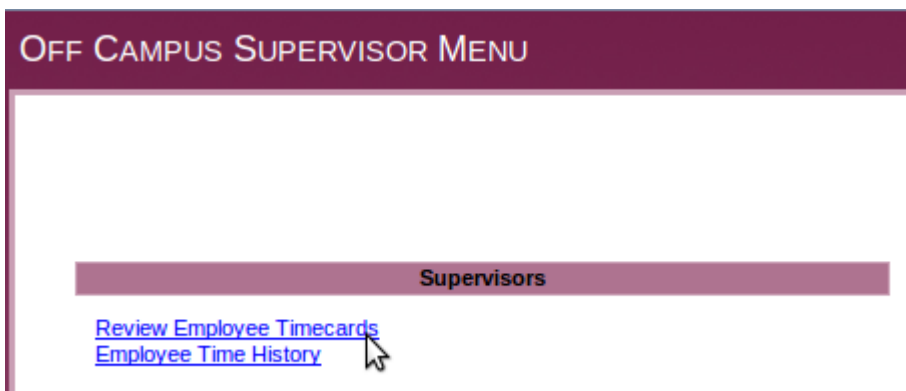 OFF CAMPUS SUPERVISOR MENU
Supervisors
Review Employee Timecards
Employee Time History